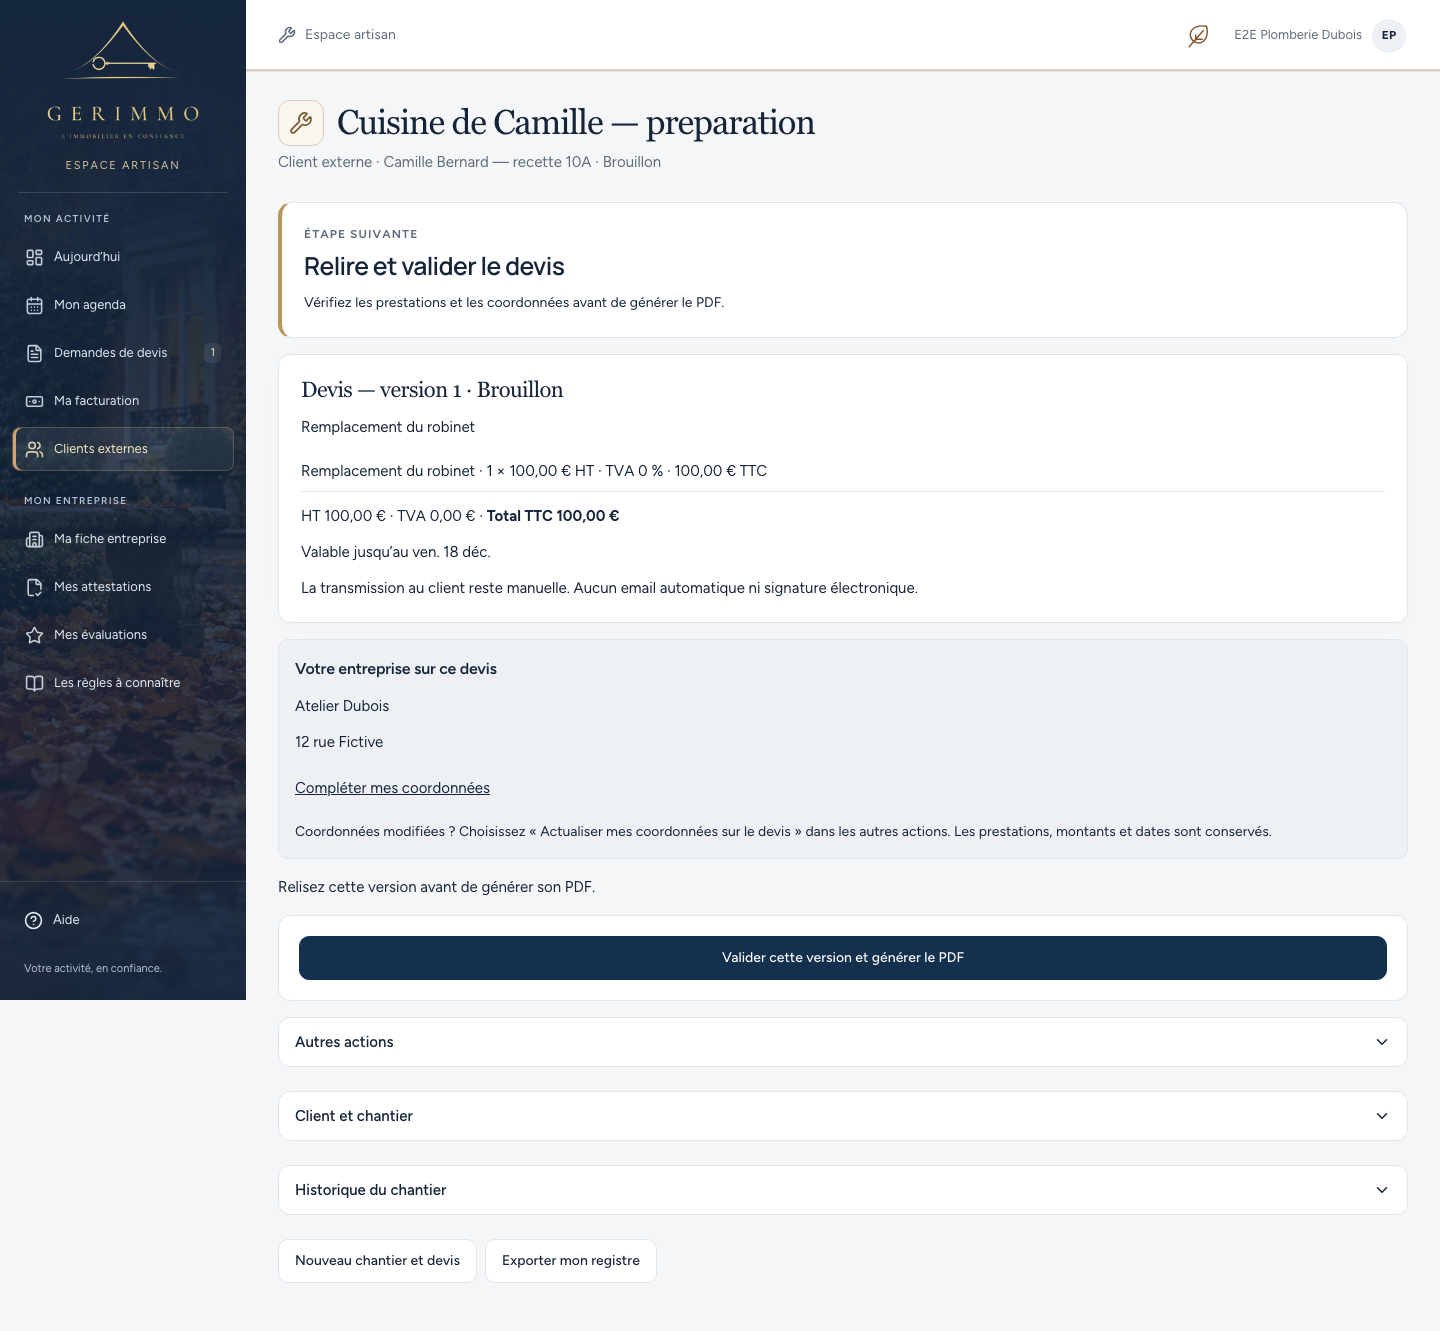 GERIMMO
L'IMMOBILIER EN CONFIANCE
ESPACE ARTISAN
MON ACTIVITÉ
Aujourd'hui
Mon agenda
Demandes de devis 1
Ma facturation
Clients externes
MON ENTREPRISE
Ma fiche entreprise
Mes attestations
Mes évaluations
Les règles à connaître
Aide
Votre activité, en confiance.
Espace artisan
E2E Plomberie Dubois EP
Cuisine de Camille — preparation
Client externe · Camille Bernard — recette 10A · Brouillon
ÉTAPE SUIVANTE
Relire et valider le devis
Vérifiez les prestations et les coordonnées avant de générer le PDF.
Devis — version 1 · Brouillon
Remplacement du robinet
Remplacement du robinet · 1 × 100,00 € HT · TVA 0 % · 100,00 € TTC
HT 100,00 € · TVA 0,00 € · Total TTC 100,00 €
Valable jusqu'au ven. 18 déc.
La transmission au client reste manuelle. Aucun email automatique ni signature électronique.
Votre entreprise sur ce devis
Atelier Dubois
12 rue Fictive
Compléter mes coordonnées
Coordonnées modifiées ? Choisissez « Actualiser mes coordonnées sur le devis » dans les autres actions. Les prestations, montants et dates sont conservés.
Relisez cette version avant de générer son PDF.
Valider cette version et générer le PDF
Autres actions
Client et chantier
Historique du chantier
Nouveau chantier et devis
Exporter mon registre